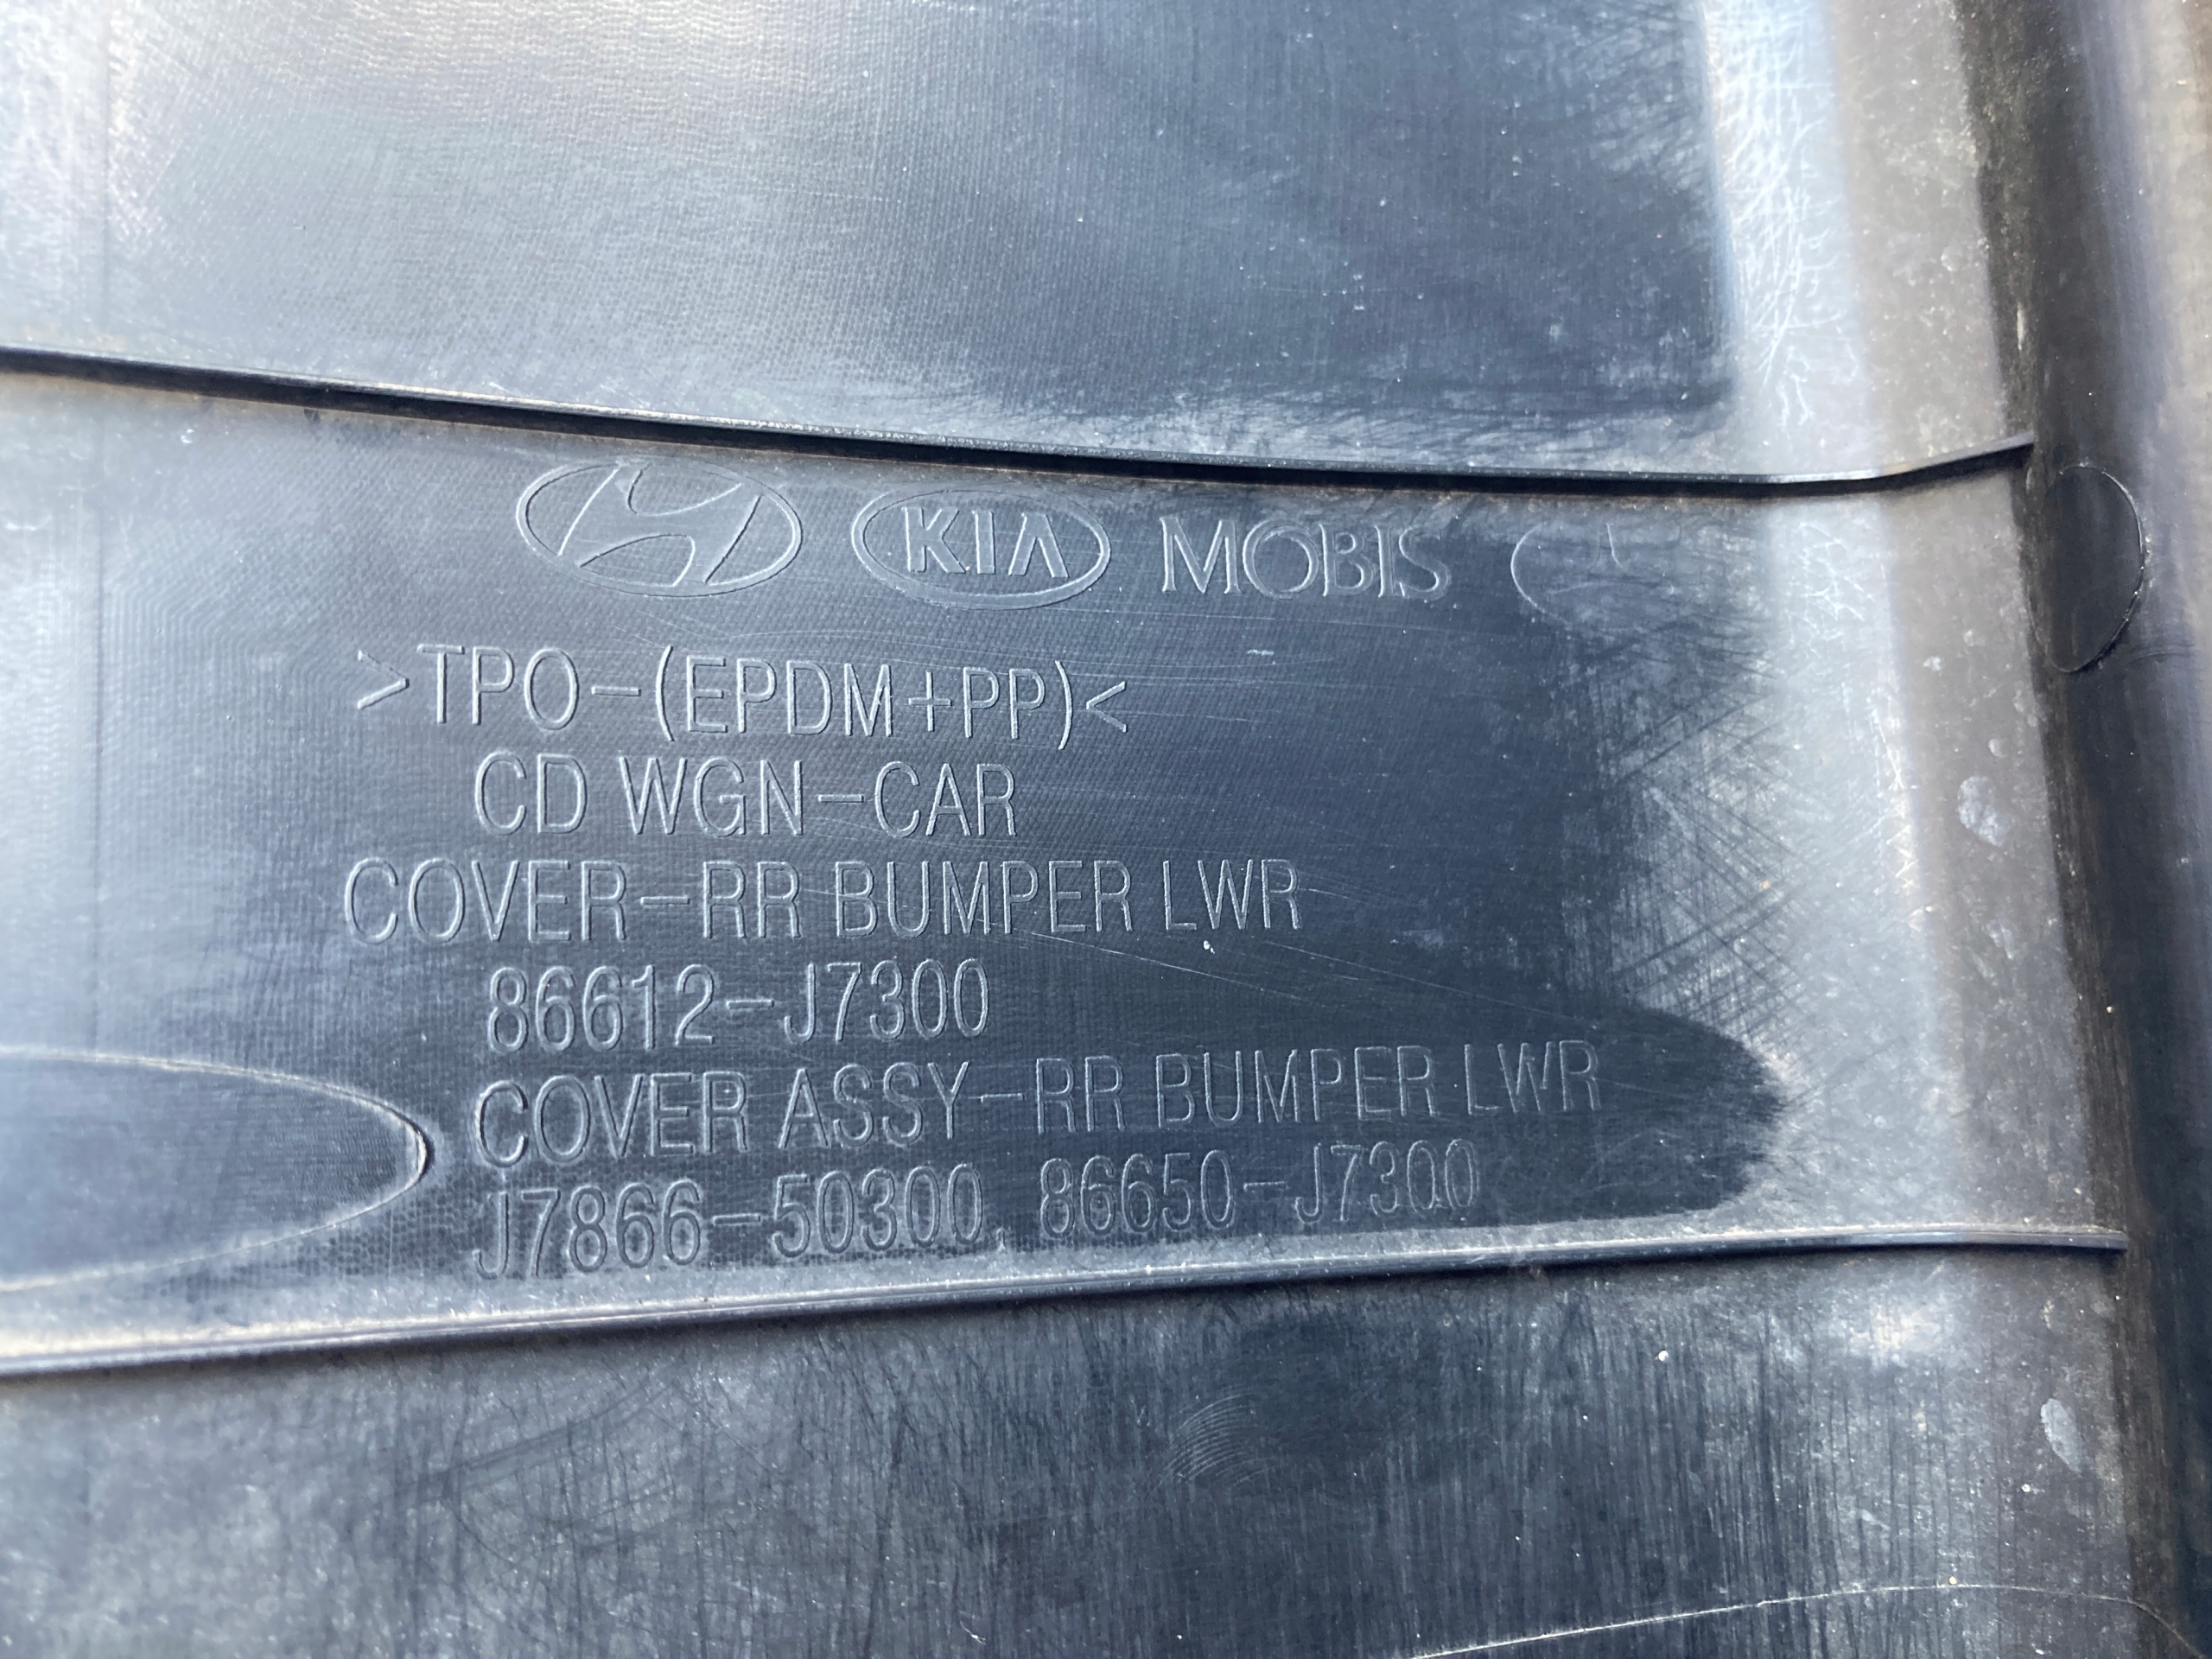 KIA MOBIS
>TPO-(EPDM+PP)<
CD WGN-CAR
COVER-RR BUMPER LWR
86612-J7300
COVER ASSY-RR BUMPER LWR
J7866-50300, 86650-J7300